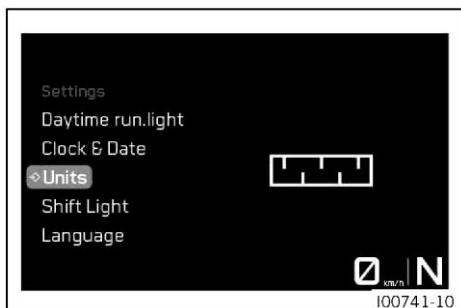 Settings
Daytime run.light
Clock & Date
Units
Shift Light
Language
0 km/h N
I00741-10